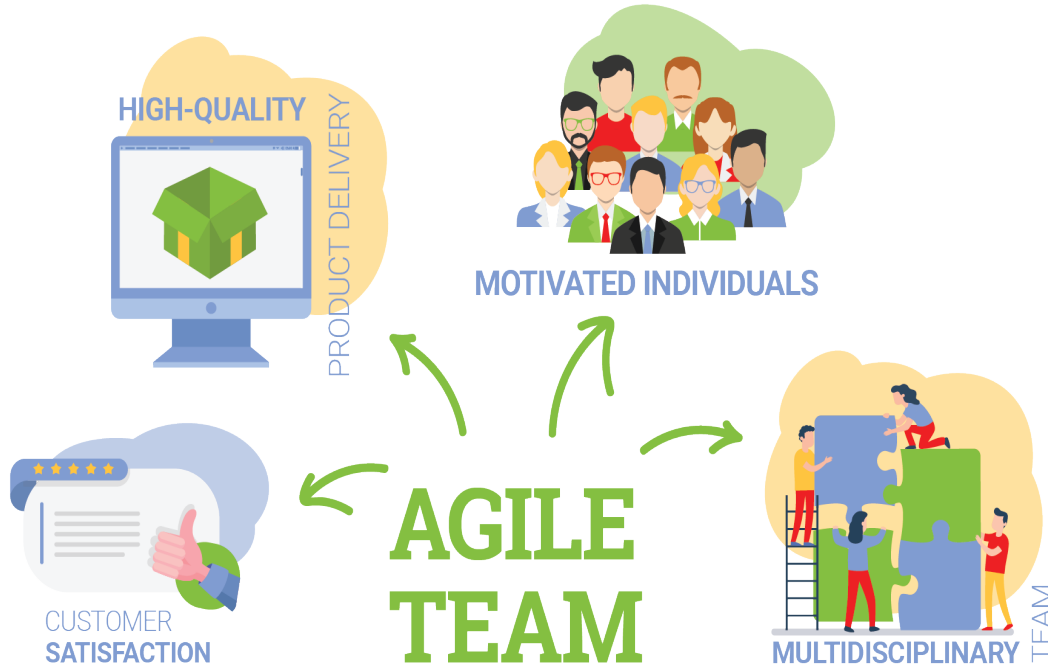 HIGH-QUALITY
PRODUCT DELIVERY
MOTIVATED INDIVIDUALS
CUSTOMER
SATISFACTION
AGILE
TEAM
MULTIDISCIPLINARY
TEAM